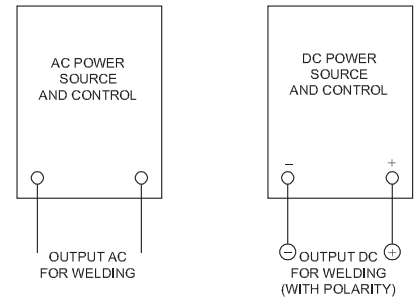 AC POWER
SOURCE
AND CONTROL
OUTPUT AC
FOR WELDING
DC POWER
SOURCE
AND CONTROL
− +
− OUTPUT DC +
FOR WELDING
(WITH POLARITY)